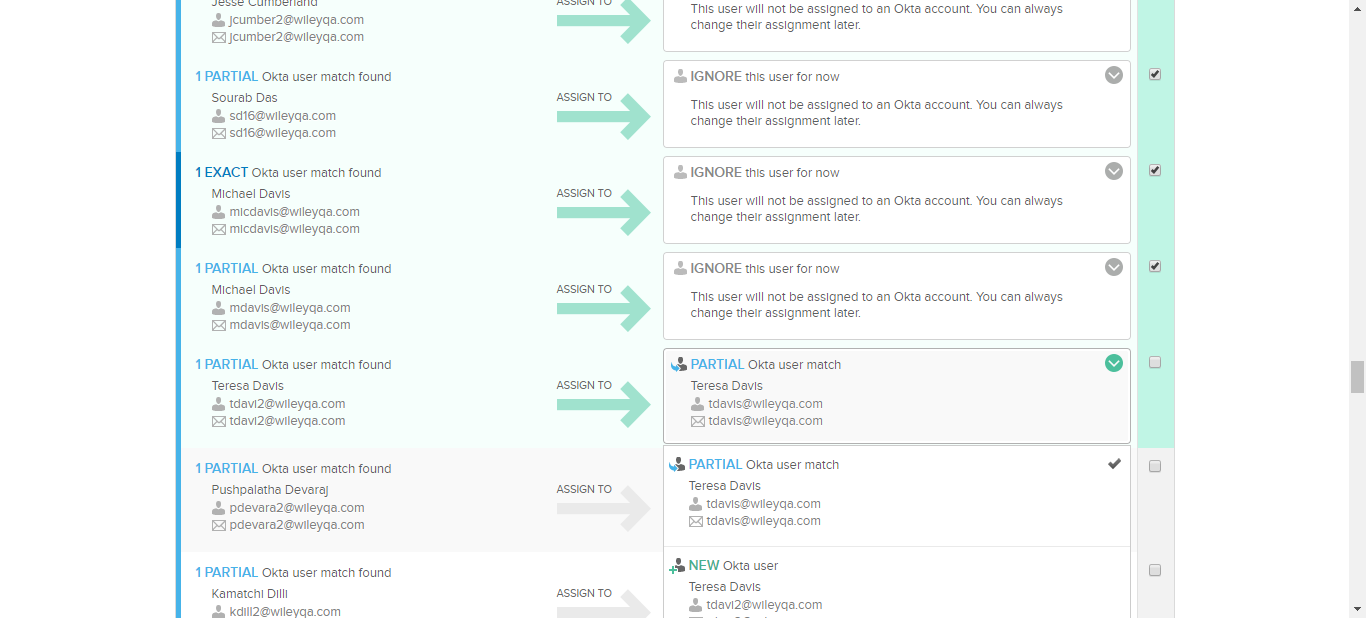 Jesse Cumberland
jcumber2@wileyqa.com
jcumber2@wileyqa.com
ASSIGN TO
This user will not be assigned to an Okta account. You can always
change their assignment later.
1 PARTIAL Okta user match found
Sourab Das
sd16@wileyqa.com
sd16@wileyqa.com
ASSIGN TO
IGNORE this user for now
This user will not be assigned to an Okta account. You can always
change their assignment later.
1 EXACT Okta user match found
Michael Davis
micdavis@wileyqa.com
micdavis@wileyqa.com
ASSIGN TO
IGNORE this user for now
This user will not be assigned to an Okta account. You can always
change their assignment later.
1 PARTIAL Okta user match found
Michael Davis
mdavis@wileyqa.com
mdavis@wileyqa.com
ASSIGN TO
IGNORE this user for now
This user will not be assigned to an Okta account. You can always
change their assignment later.
1 PARTIAL Okta user match found
Teresa Davis
tdavi2@wileyqa.com
tdavi2@wileyqa.com
ASSIGN TO
PARTIAL Okta user match
Teresa Davis
tdavis@wileyqa.com
tdavis@wileyqa.com
1 PARTIAL Okta user match found
Pushpalatha Devaraj
pdevara2@wileyqa.com
pdevara2@wileyqa.com
ASSIGN TO
PARTIAL Okta user match
Teresa Davis
tdavis@wileyqa.com
tdavis@wileyqa.com
1 PARTIAL Okta user match found
Kamatchi Dilli
kdill2@wileyqa.com
ASSIGN TO
NEW Okta user
Teresa Davis
tdavi2@wileyqa.com